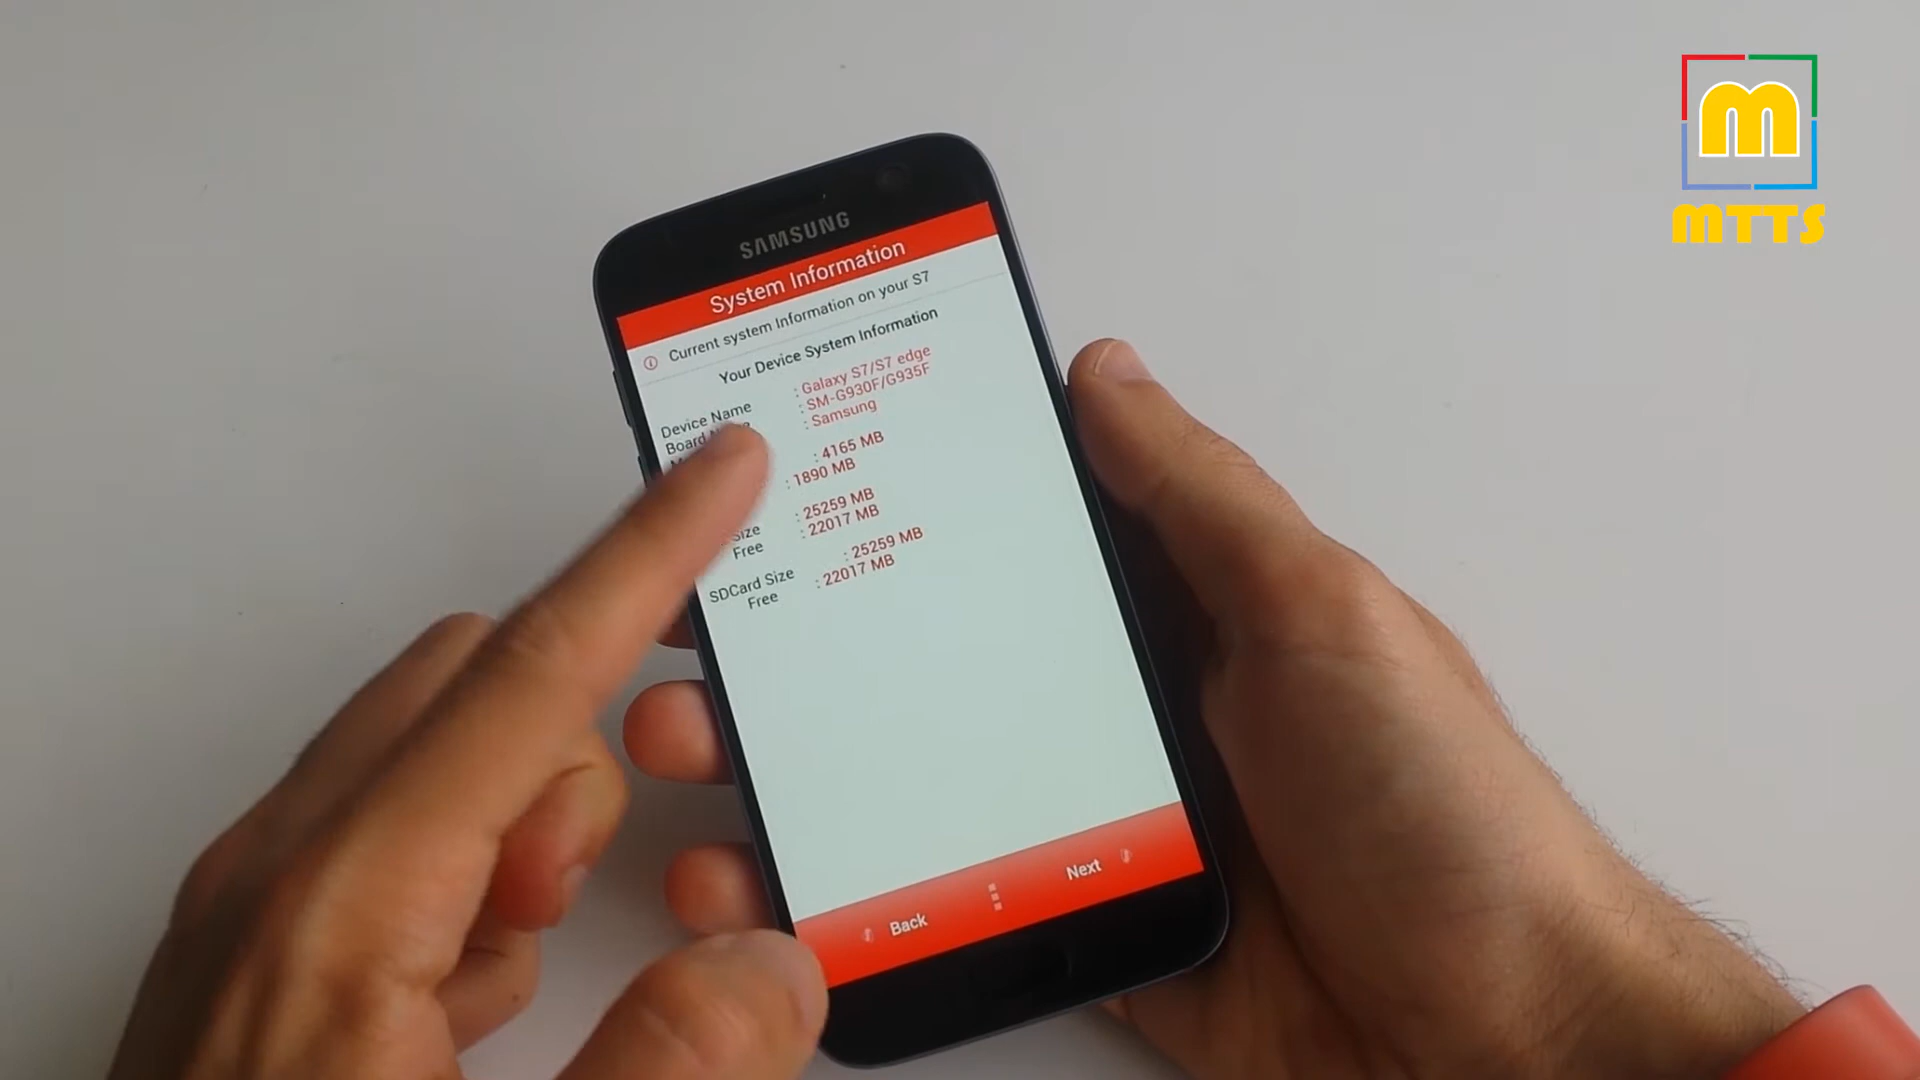 M
MTTS
SAMSUNG
System Information
Current system Information on your S7
Your Device System Information
Device Name : Galaxy S7/S7 edge
Board : SM-G930F/G935F
: Samsung
: 4165 MB
: 1890 MB
Size : 25259 MB
Free : 22017 MB
SDCard Size : 25259 MB
Free : 22017 MB
Back
Next